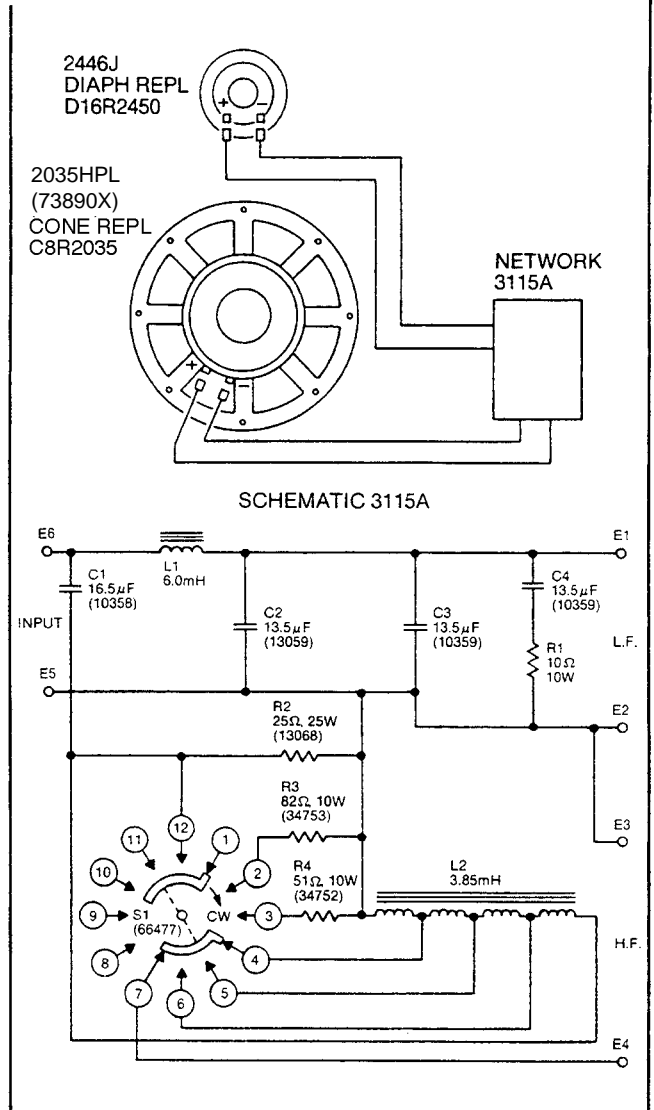 2446J
DIAPH REPL
D16R2450
+ −
2035HPL
(73890X)
CONE REPL
C8R2035
+ −
NETWORK
3115A
SCHEMATIC 3115A
E6
E1
L1
6.0mH
C1
16.5μF
(10358)
C2
13.5μF
(13059)
C3
13.5μF
(10359)
C4
13.5μF
(10359)
INPUT
R1
10Ω
10W
L.F.
E5
E2
R2
25Ω, 25W
(13068)
R3
82Ω, 10W
(34753)
E3
R4
51Ω, 10W
(34752)
L2
3.85mH
12
11
1
10
2
9
S1
(66477)
CW
3
8
4
7
6
5
H.F.
E4